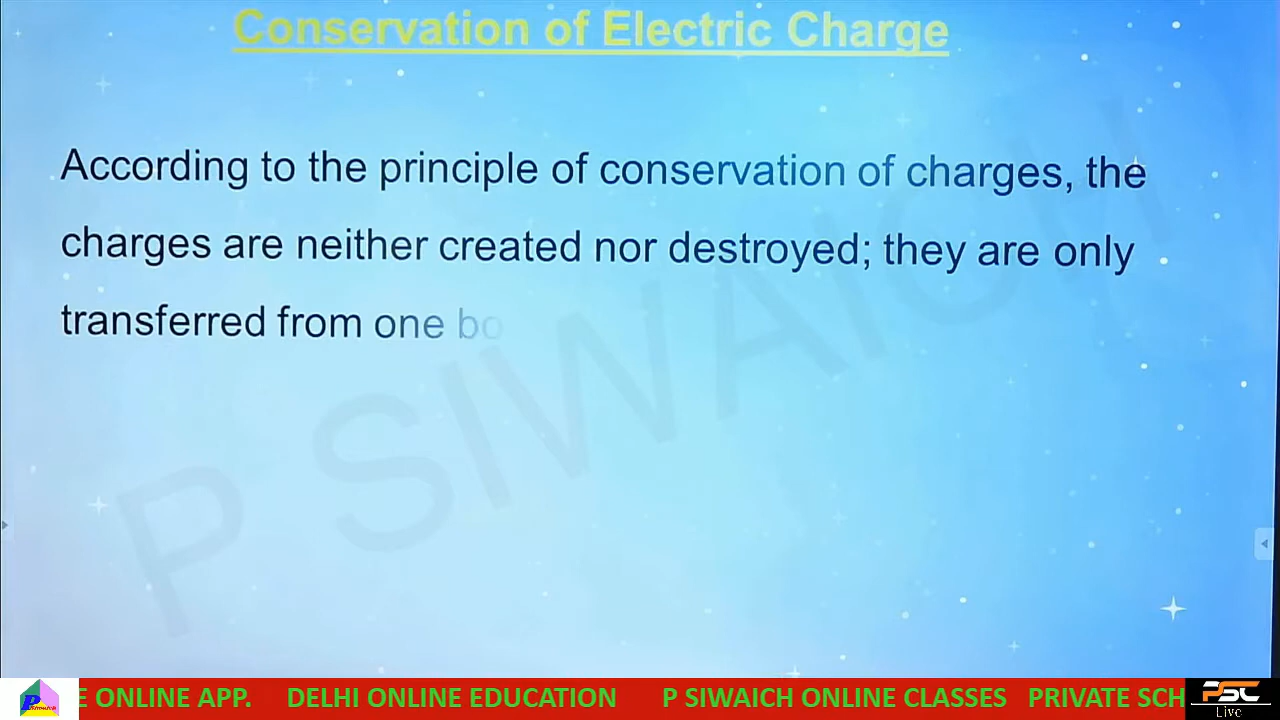 Conservation of Electric Charge
According to the principle of conservation of charges, the
charges are neither created nor destroyed; they are only
transferred from one bo
P SIWAICH
E ONLINE APP. DELHI ONLINE EDUCATION P SIWAICH ONLINE CLASSES PRIVATE SCH
PSC
Live